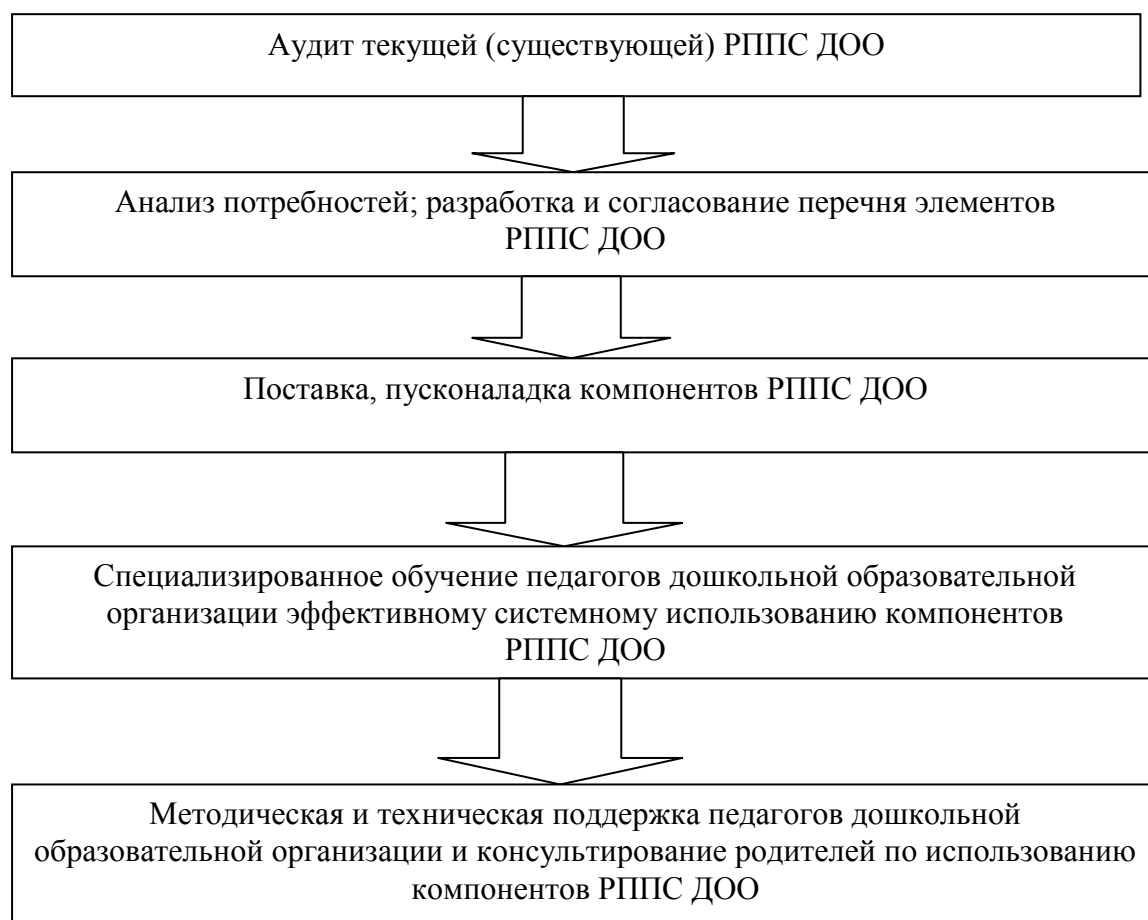 Аудит текущей (существующей) РППС ДОО
Анализ потребностей; разработка и согласование перечня элементов
РППС ДОО
Поставка, пусконаладка компонентов РППС ДОО
Специализированное обучение педагогов дошкольной образовательной
организации эффективному системному использованию компонентов
РППС ДОО
Методическая и техническая поддержка педагогов дошкольной
образовательной организации и консультирование родителей по использованию
компонентов РППС ДОО